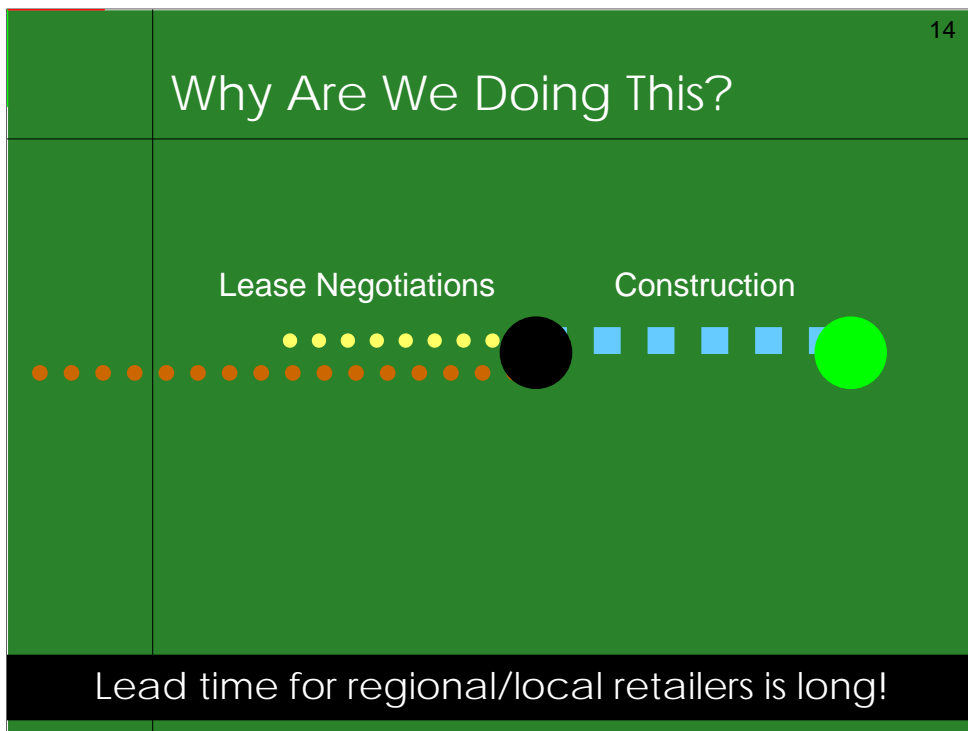 14
Why Are We Doing This?
Lease Negotiations
Construction
Lead time for regional/local retailers is long!